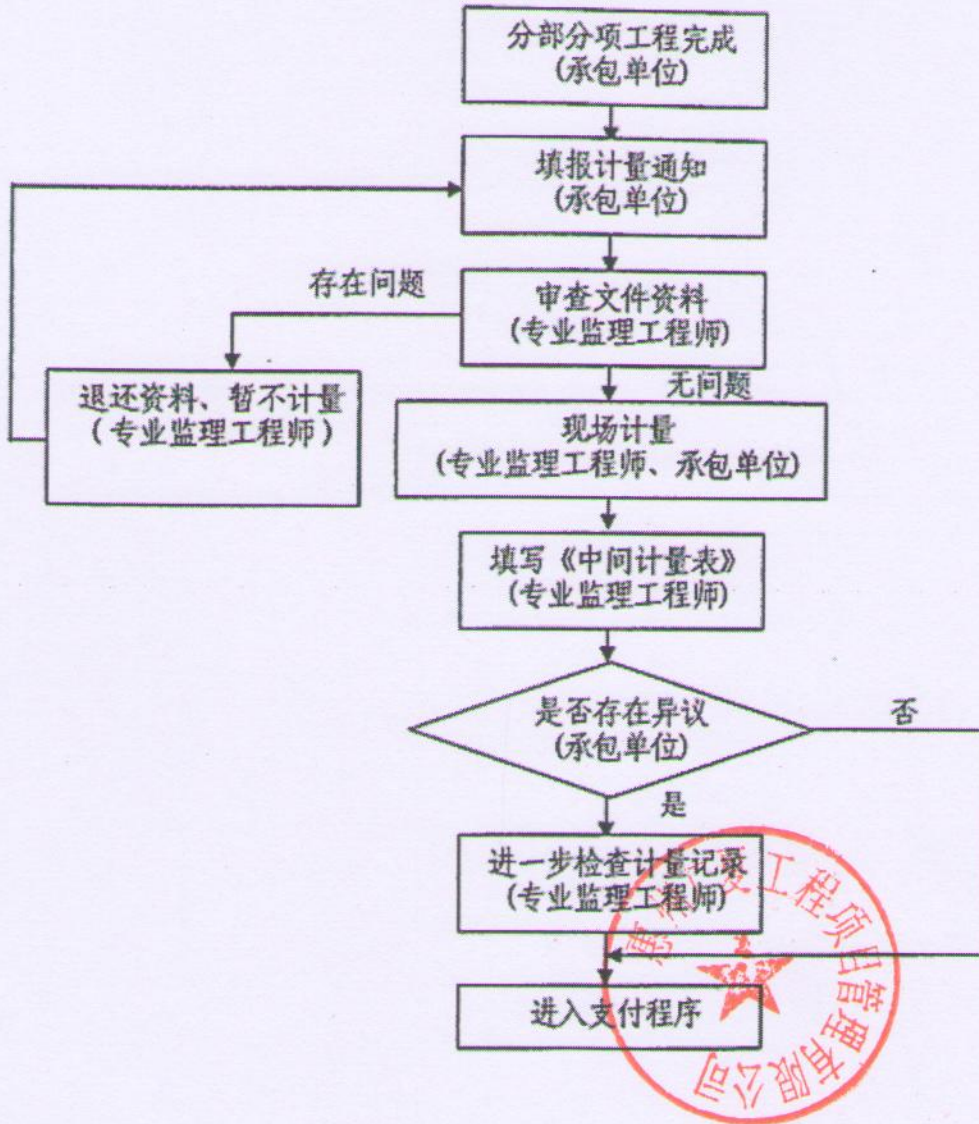 分部分项工程完成
(承包单位)
填报计量通知
(承包单位)
存在问题
审查文件资料
(专业监理工程师)
退还资料、暂不计量
(专业监理工程师)
无问题
现场计量
(专业监理工程师、承包单位)
填写《中间计量表》
(专业监理工程师)
是否存在异议
(承包单位)
否
是
进一步检查计量记录
(专业监理工程师)
进入支付程序
工程项目管理有限公司